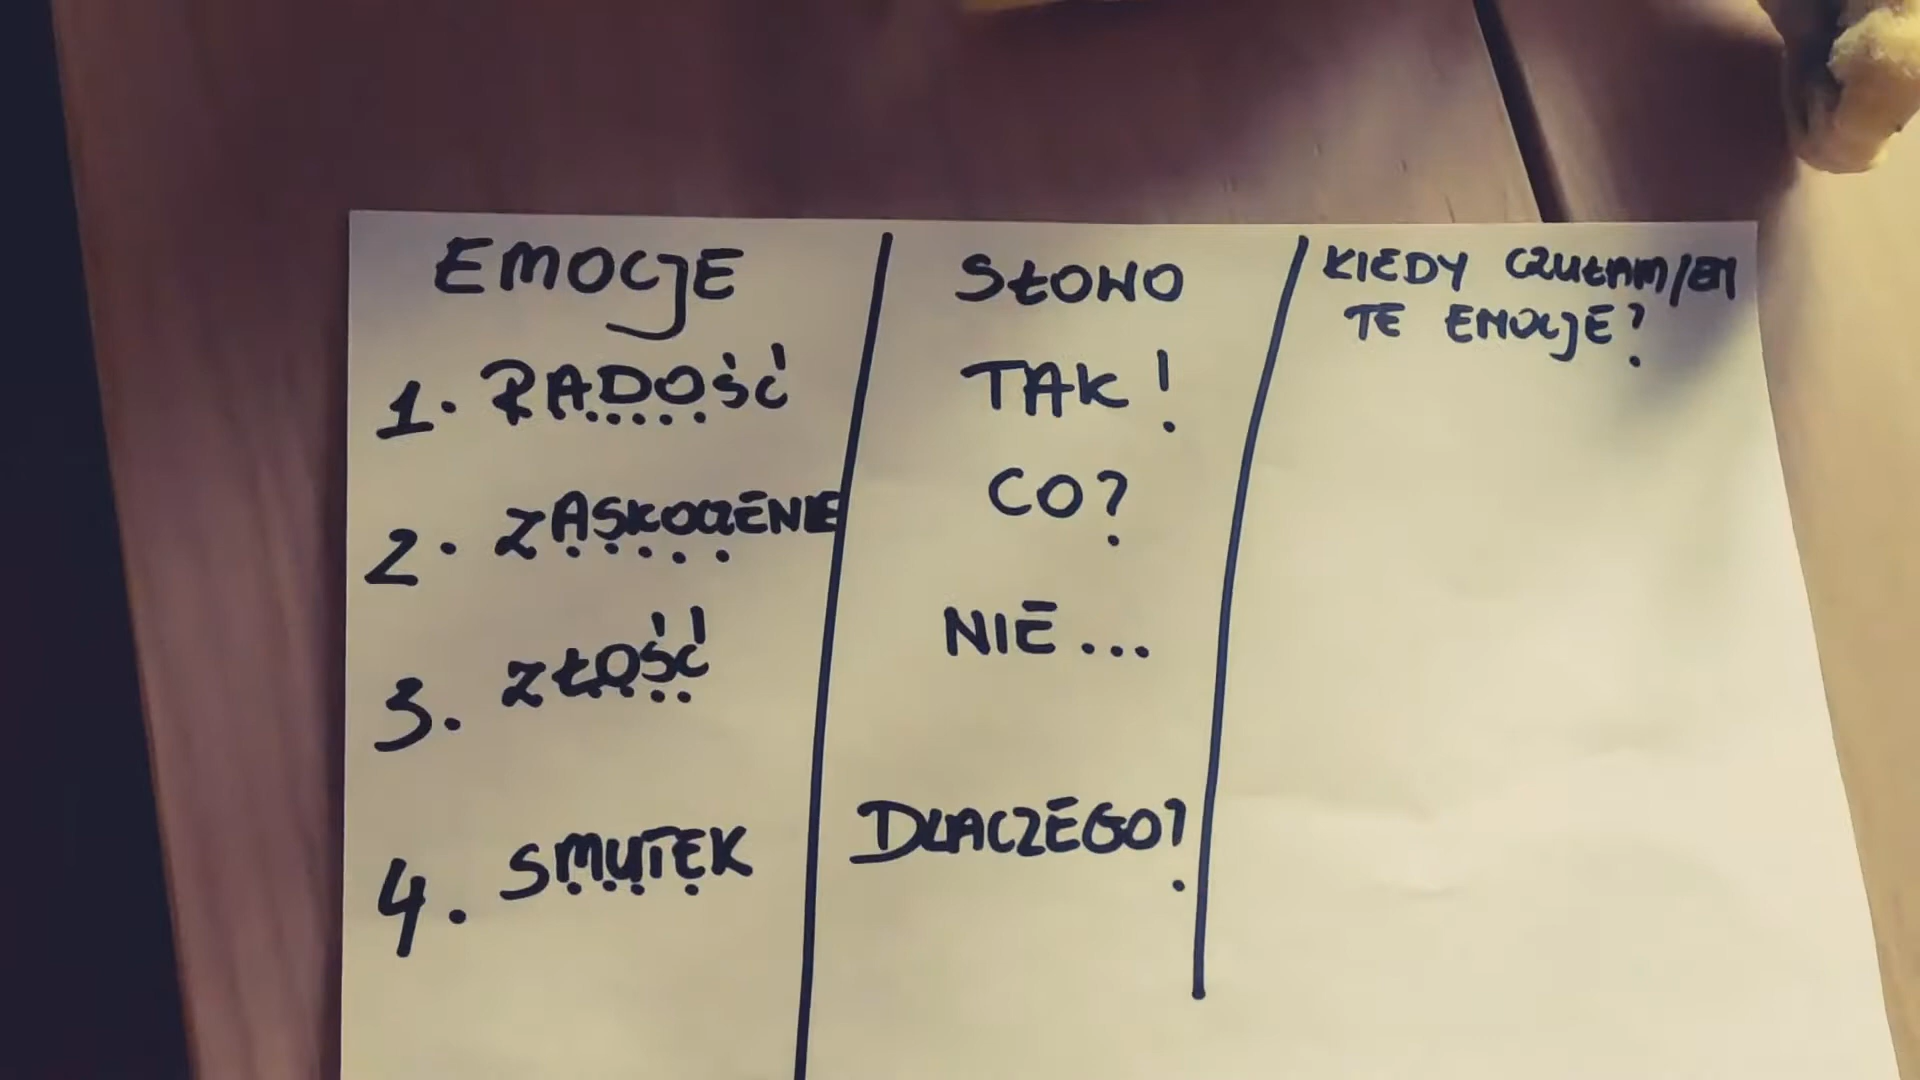 EMOCJE
SŁOWO
KIEDY CZUŁAM/EM
TE EMOCJE?
1. RADOŚĆ
TAK!
2. ZASKOCZENIE
CO?
3. ZŁOŚĆ
NIE...
4. SMUTEK
DLACZEGO?